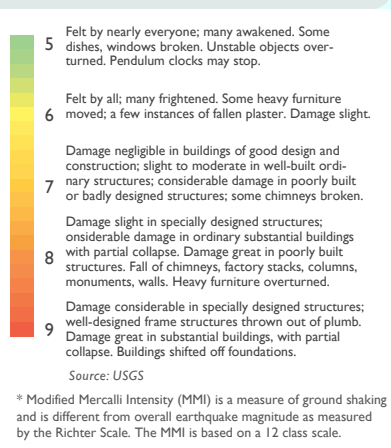 5 Felt by nearly everyone; many awakened. Some
dishes, windows broken. Unstable objects over-
turned. Pendulum clocks may stop.
Felt by all; many frightened. Some heavy furniture
6 moved; a few instances of fallen plaster. Damage slight.
Damage negligible in buildings of good design and
construction; slight to moderate in well-built ordi-
7 nary structures; considerable damage in poorly built
or badly designed structures; some chimneys broken.
Damage slight in specially designed structures;
onsiderable damage in ordinary substantial buildings
8 with partial collapse. Damage great in poorly built
structures. Fall of chimneys, factory stacks, columns,
monuments, walls. Heavy furniture overturned.
Damage considerable in specially designed structures;
9 well-designed frame structures thrown out of plumb.
Damage great in substantial buildings, with partial
collapse. Buildings shifted off foundations.
Source: USGS
* Modified Mercalli Intensity (MMI) is a measure of ground shaking
and is different from overall earthquake magnitude as measured
by the Richter Scale. The MMI is based on a 12 class scale.